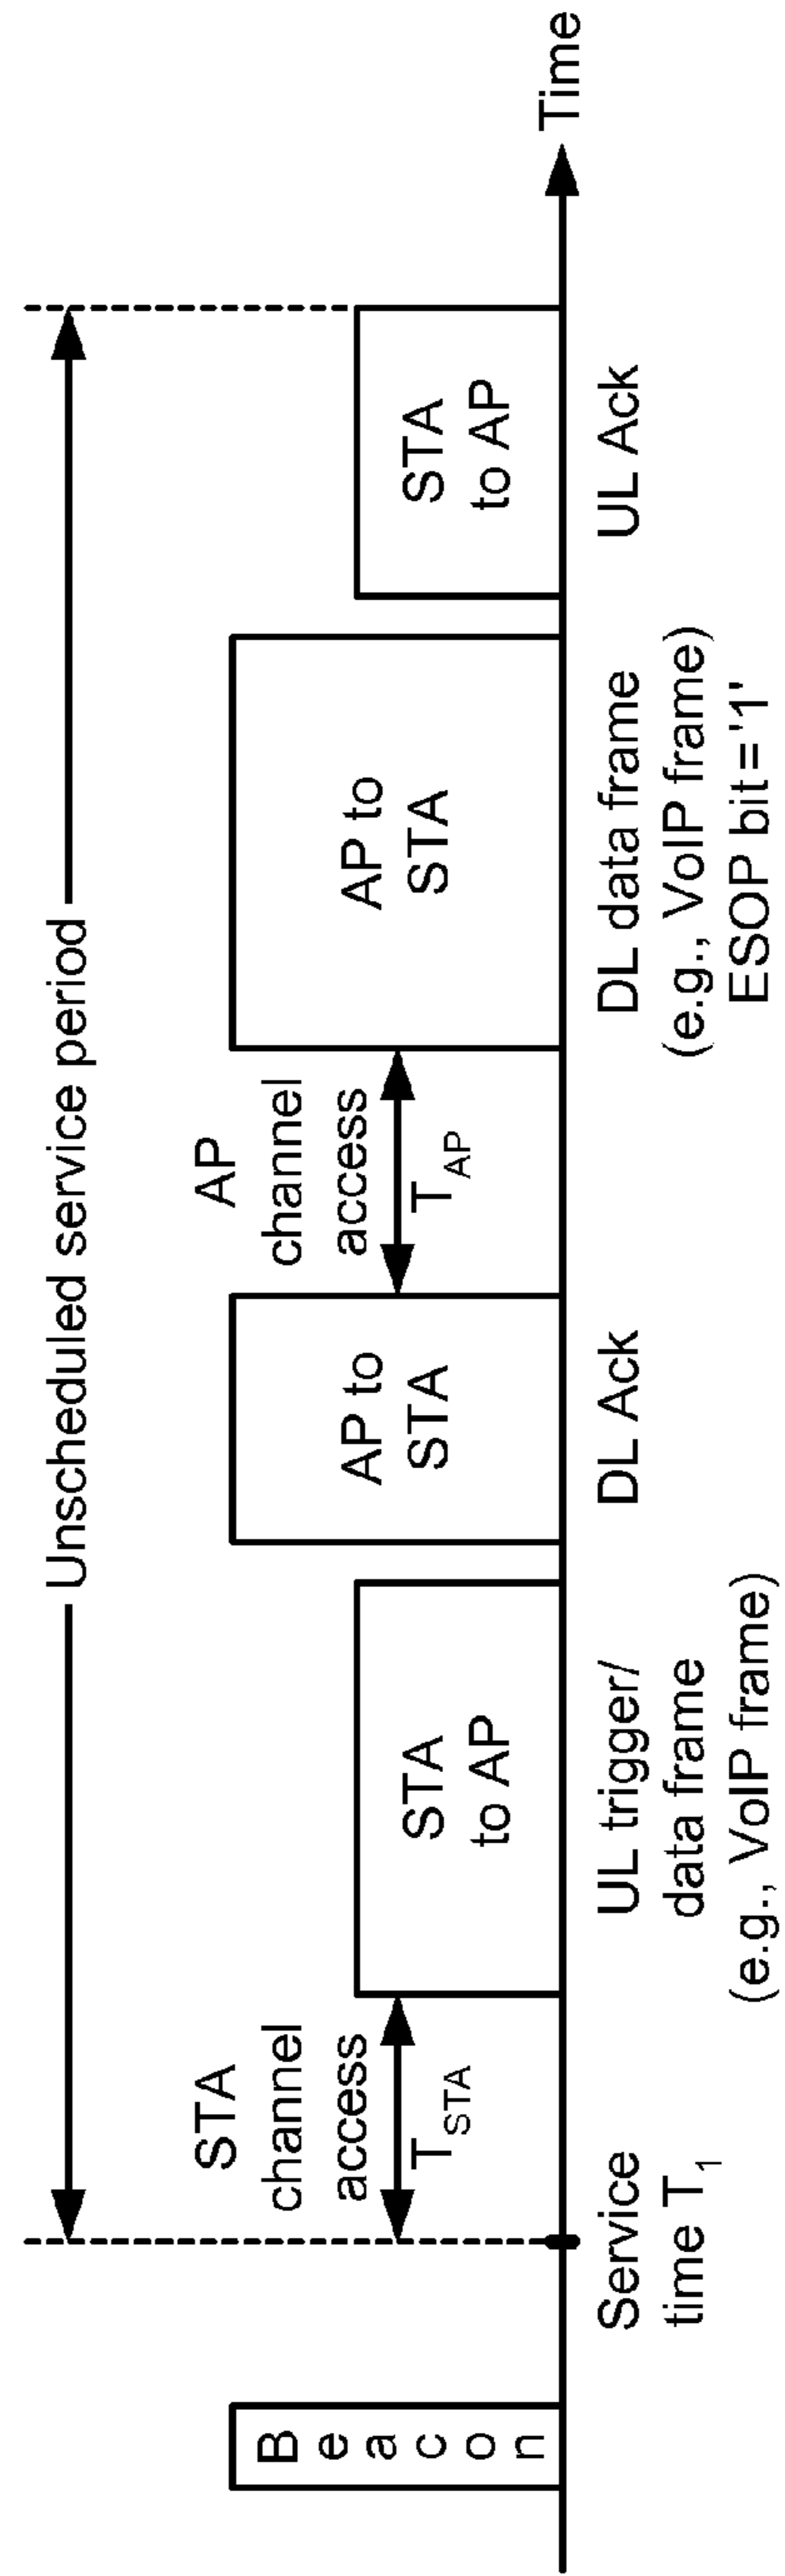 Unscheduled service period
STA
channel
access
T_STA
AP
channel
access
T_AP
B
e
a
c
o
n
STA
to AP
AP to
STA
AP to
STA
STA
to AP
Time
Service
time T_1
UL trigger/
data frame
(e.g., VoIP frame)
DL Ack
DL data frame
(e.g., VoIP frame)
ESOP bit = '1'
UL Ack